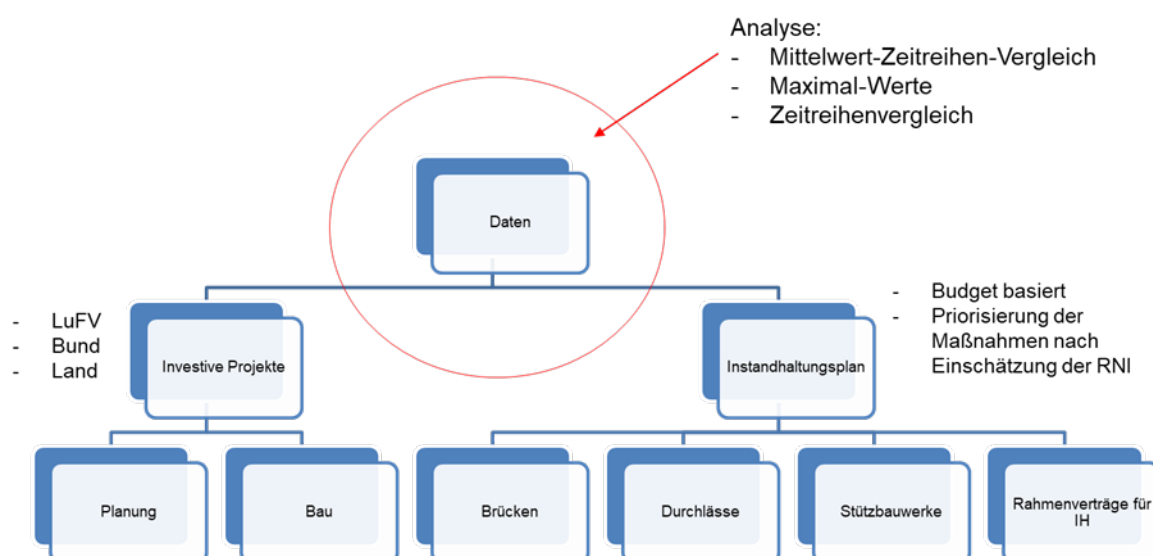 Analyse:
- Mittelwert-Zeitreihen-Vergleich
- Maximal-Werte
- Zeitreihenvergleich
Daten
- LuFV
- Bund
- Land
Investive Projekte
Instandhaltungsplan
- Budget basiert
- Priorisierung der
Maßnahmen nach
Einschätzung der RNI
Planung
Bau
Brücken
Durchlässe
Stützbauwerke
Rahmenverträge für
IH